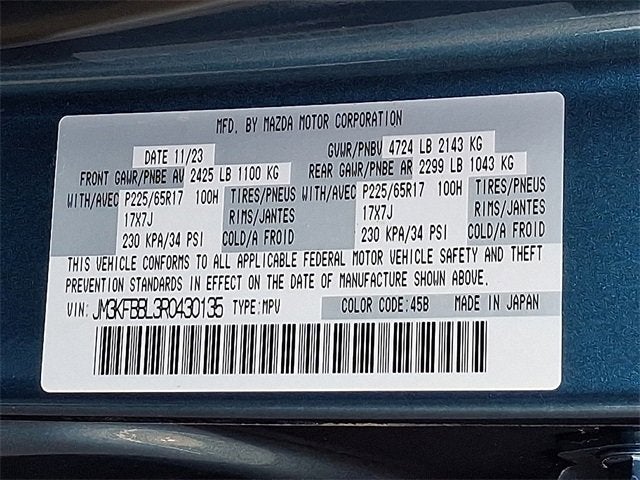 MFD. BY MAZDA MOTOR CORPORATION
DATE 11/23 GVWR/PNBV 4724 LB 2143 KG
FRONT GAWR/PNBE AV 2425 LB 1100 KG REAR GAWR/PNBE AR 2299 LB 1043 KG
WITH/AVEC P225/65R17 100H TIRES/PNEUS WITH/AVEC P225/65R17 100H TIRES/PNEUS
17X7J RIMS/JANTES 17X7J RIMS/JANTES
230 KPA/34 PSI COLD/A FROID 230 KPA/34 PSI COLD/A FROID
THIS VEHICLE CONFORMS TO ALL APPLICABLE FEDERAL MOTOR VEHICLE SAFETY AND THEFT
PREVENTION STANDARDS IN EFFECT ON THE DATE OF MANUFACTURE SHOWN ABOVE.
VIN: JM3KFBBL3R0430135 TYPE: MPV COLOR CODE: 45B MADE IN JAPAN